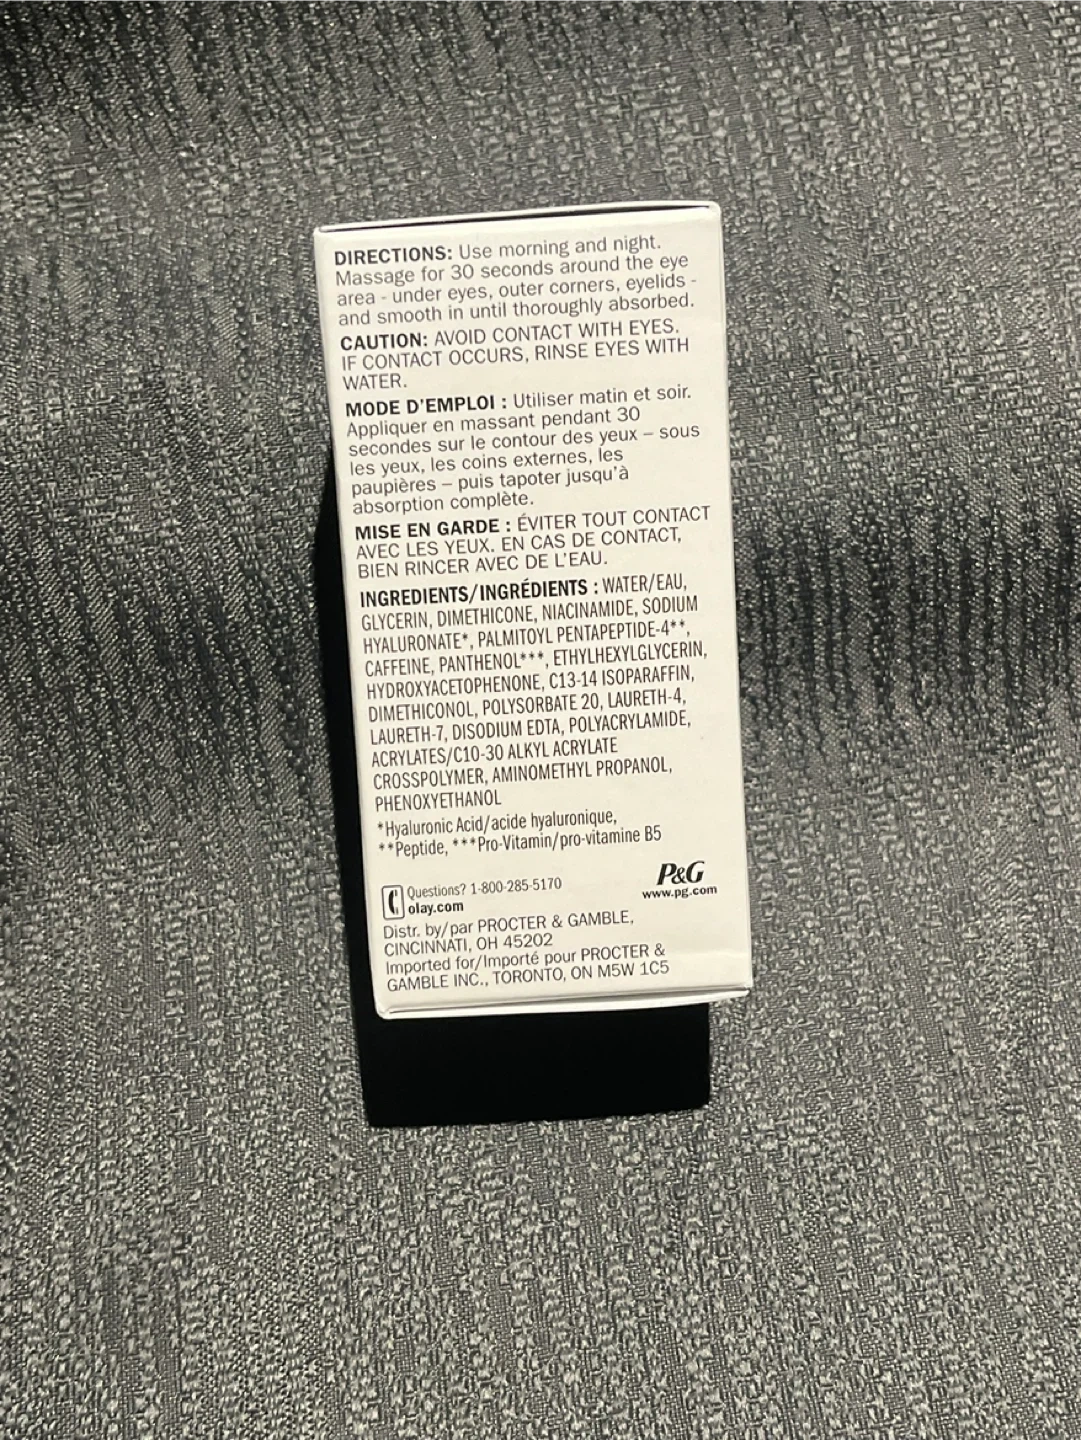 DIRECTIONS: Use morning and night.
Massage for 30 seconds around the eye
area - under eyes, outer corners, eyelids -
and smooth in until thoroughly absorbed.
CAUTION: AVOID CONTACT WITH EYES.
IF CONTACT OCCURS, RINSE EYES WITH
WATER.
MODE D'EMPLOI : Utiliser matin et soir.
Appliquer en massant pendant 30
secondes sur le contour des yeux – sous
les yeux, les coins externes, les
paupières – puis tapoter jusqu'à
absorption complète.
MISE EN GARDE : ÉVITER TOUT CONTACT
AVEC LES YEUX. EN CAS DE CONTACT,
BIEN RINCER AVEC DE L'EAU.
INGREDIENTS/INGRÉDIENTS : WATER/EAU,
GLYCERIN, DIMETHICONE, NIACINAMIDE, SODIUM
HYALURONATE*, PALMITOYL PENTAPEPTIDE-4**,
CAFFEINE, PANTHENOL***, ETHYLHEXYLGLYCERIN,
HYDROXYACETOPHENONE, C13-14 ISOPARAFFIN,
DIMETHICONOL, POLYSORBATE 20, LAURETH-4,
LAURETH-7, DISODIUM EDTA, POLYACRYLAMIDE,
ACRYLATES/C10-30 ALKYL ACRYLATE
CROSSPOLYMER, AMINOMETHYL PROPANOL,
PHENOXYETHANOL
*Hyaluronic Acid/acide hyaluronique,
**Peptide, ***Pro-Vitamin/pro-vitamine B5
Questions? 1-800-285-5170
olay.com
P&G
www.pg.com
Distr. by/par PROCTER & GAMBLE,
CINCINNATI, OH 45202
Imported for/Importé pour PROCTER &
GAMBLE INC., TORONTO, ON M5W 1C5